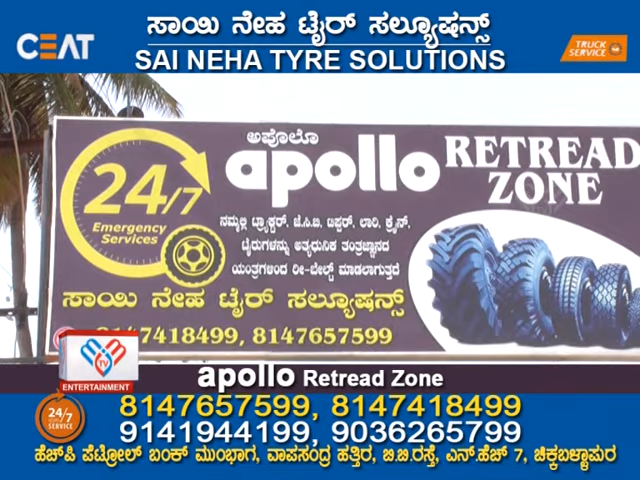 CEAT
ಸಾಯಿ ನೇಹ ಟೈರ್ ಸಲ್ಯೂಷನ್ಸ್
SAI NEHA TYRE SOLUTIONS
TRUCK
SERVICE
24/7
Emergency
Services
ಅಪೊಲೊ
apollo
RETREAD
ZONE
ನಮ್ಮಲ್ಲಿ ಟ್ರ್ಯಾಕ್ಟರ್, ಜೆ.ಸಿ.ಬಿ, ಟಿಪ್ಪರ್, ಲಾರಿ, ಕ್ರೈನ್,
ಟೈರುಗಳನ್ನು ಅತ್ಯಧುನಿಕ ತಂತ್ರಜ್ಞಾನದ
ಯಂತ್ರಗಳಿಂದ ರೀ-ಬೇಲ್ಟ್ ಮಾಡಲಾಗುತ್ತದೆ
ಸಾಯಿ ನೇಹ ಟೈರ್ ಸಲ್ಯೂಷನ್ಸ್
8147418499, 8147657599
TV
ENTERTAINMENT
apollo Retread Zone
24/7
SERVICE
8147657599, 8147418499
9141944199, 9036265799
ಹೆಚ್‌ಪಿ ಪೆಟ್ರೋಲ್ ಬಂಕ್ ಮುಂಭಾಗ, ವಾಪಸಂದ್ರ ಹತ್ತಿರ, ಬಿ.ಬಿ.ರಸ್ತೆ, ಎನ್.ಹೆಚ್ 7, ಚಿಕ್ಕಬಳ್ಳಾಪುರ